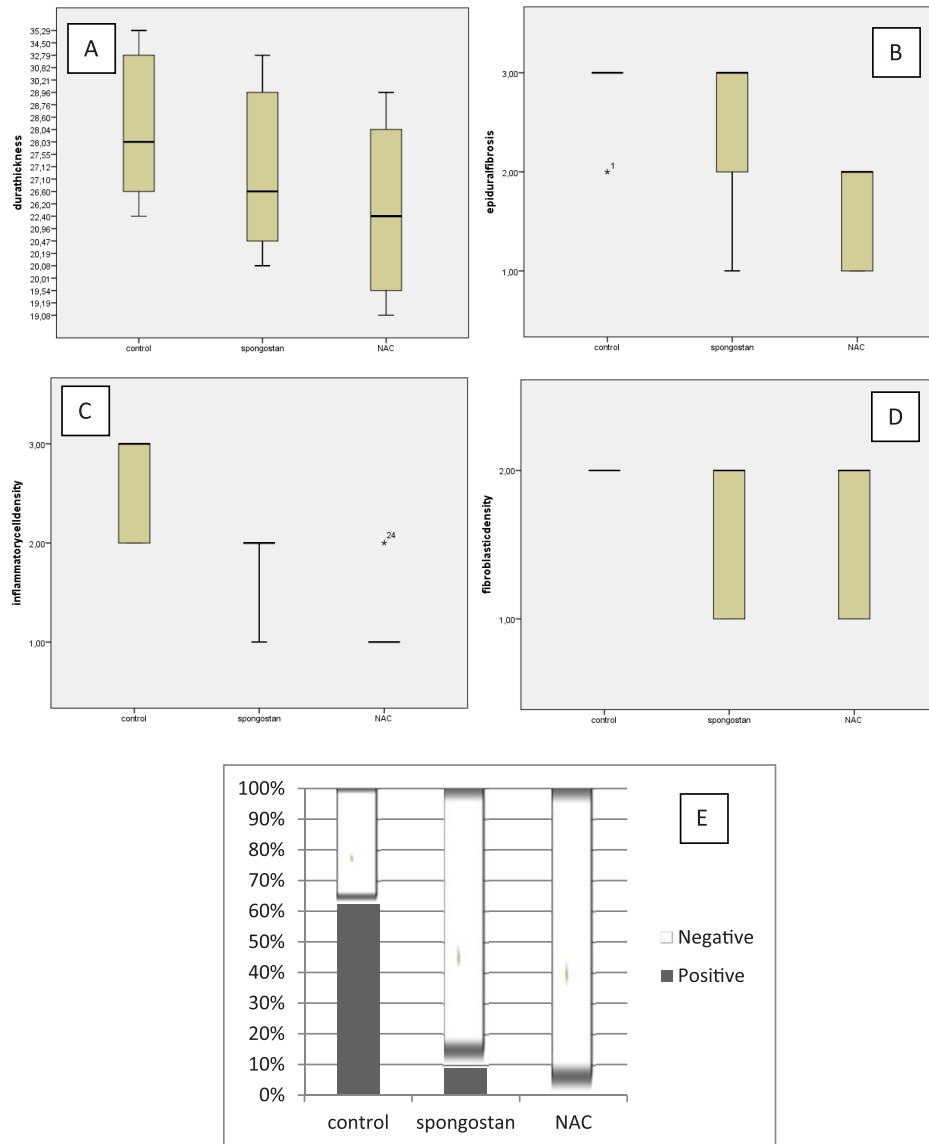 A
35,29
34,50
32,79
30,82
30,21
28,96
28,76
28,60
28,04
28,03
27,55
27,12
27,10
26,60
26,20
22,40
20,96
20,47
20,19
20,08
20,01
19,54
19,19
19,08
durathickness
control spongostan NAC
B
3,00
2,00
1,00
epiduralfibrosis
*1
control spongostan NAC
C
3,00
2,00
1,00
inflammatorycelldensity
*24
control spongostan NAC
D
2,00
1,00
fibroblasticdensity
control spongostan NAC
E
100%
90%
80%
70%
60%
50%
40%
30%
20%
10%
0%
control spongostan NAC
Negative
Positive